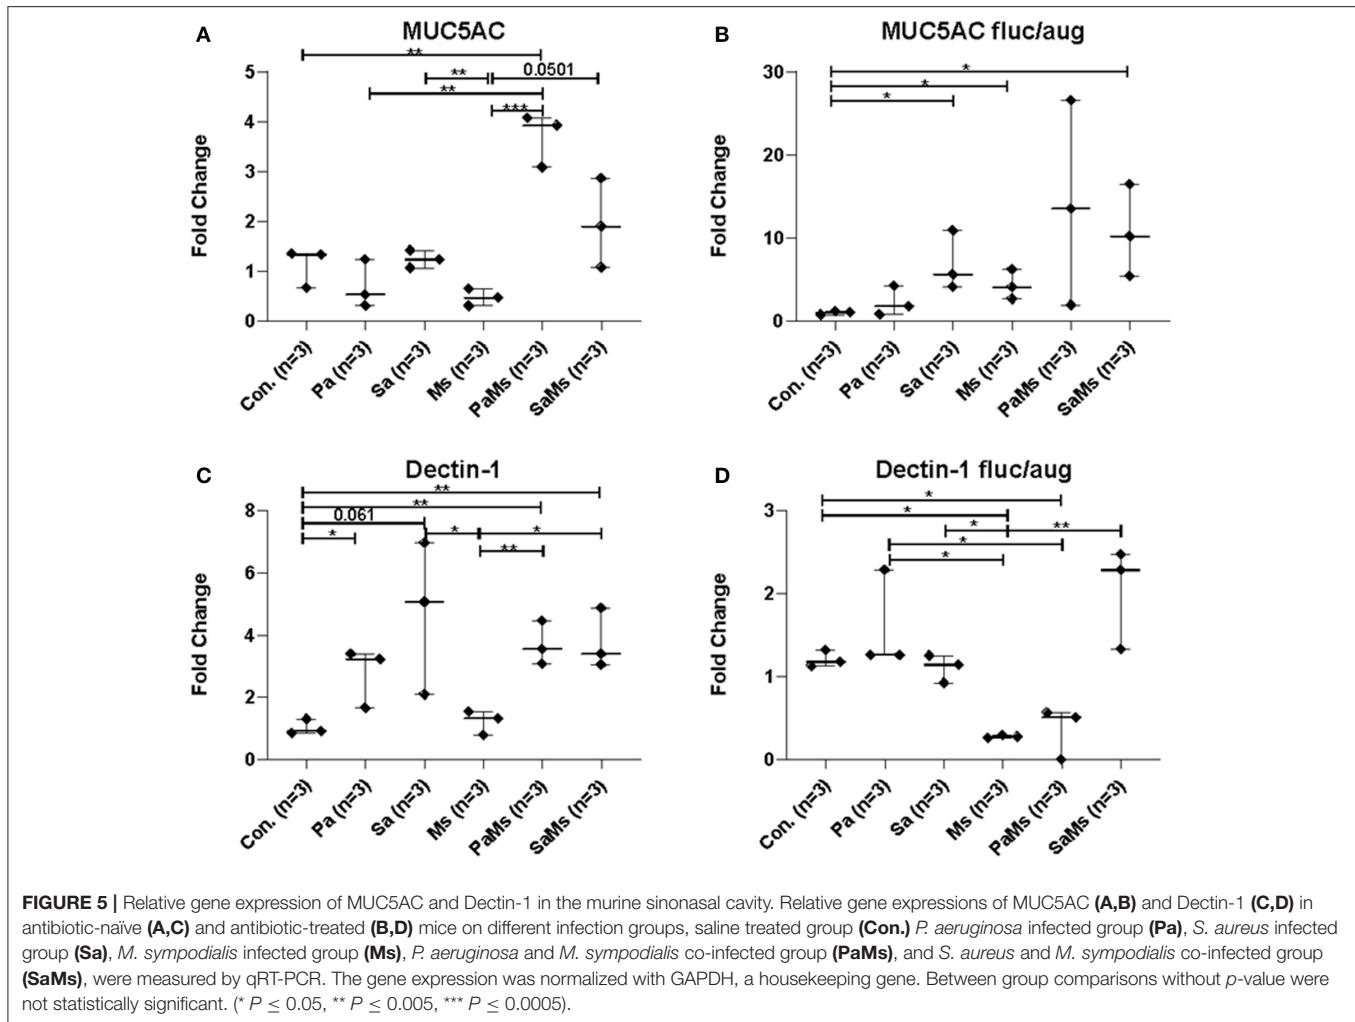 A
MUC5AC
**
**
0.0501
**
***
Fold Change
5
4
3
2
1
0
Con. (n=3)
Pa (n=3)
Sa (n=3)
Ms (n=3)
PaMs (n=3)
SaMs (n=3)
B
MUC5AC fluc/aug
*
*
*
Fold Change
30
20
10
0
Con. (n=3)
Pa (n=3)
Sa (n=3)
Ms (n=3)
PaMs (n=3)
SaMs (n=3)
C
Dectin-1
**
**
0.061
*
*
*
**
Fold Change
8
6
4
2
0
Con. (n=3)
Pa (n=3)
Sa (n=3)
Ms (n=3)
PaMs (n=3)
SaMs (n=3)
D
Dectin-1 fluc/aug
*
*
*
**
*
*
Fold Change
3
2
1
0
Con. (n=3)
Pa (n=3)
Sa (n=3)
Ms (n=3)
PaMs (n=3)
SaMs (n=3)
FIGURE 5 | Relative gene expression of MUC5AC and Dectin-1 in the murine sinonasal cavity. Relative gene expressions of MUC5AC (A,B) and Dectin-1 (C,D) in
antibiotic-naïve (A,C) and antibiotic-treated (B,D) mice on different infection groups, saline treated group (Con.) P. aeruginosa infected group (Pa), S. aureus infected
group (Sa), M. sympodialis infected group (Ms), P. aeruginosa and M. sympodialis co-infected group (PaMs), and S. aureus and M. sympodialis co-infected group
(SaMs), were measured by qRT-PCR. The gene expression was normalized with GAPDH, a housekeeping gene. Between group comparisons without p-value were
not statistically significant. (* P ≤ 0.05, ** P ≤ 0.005, *** P ≤ 0.0005).